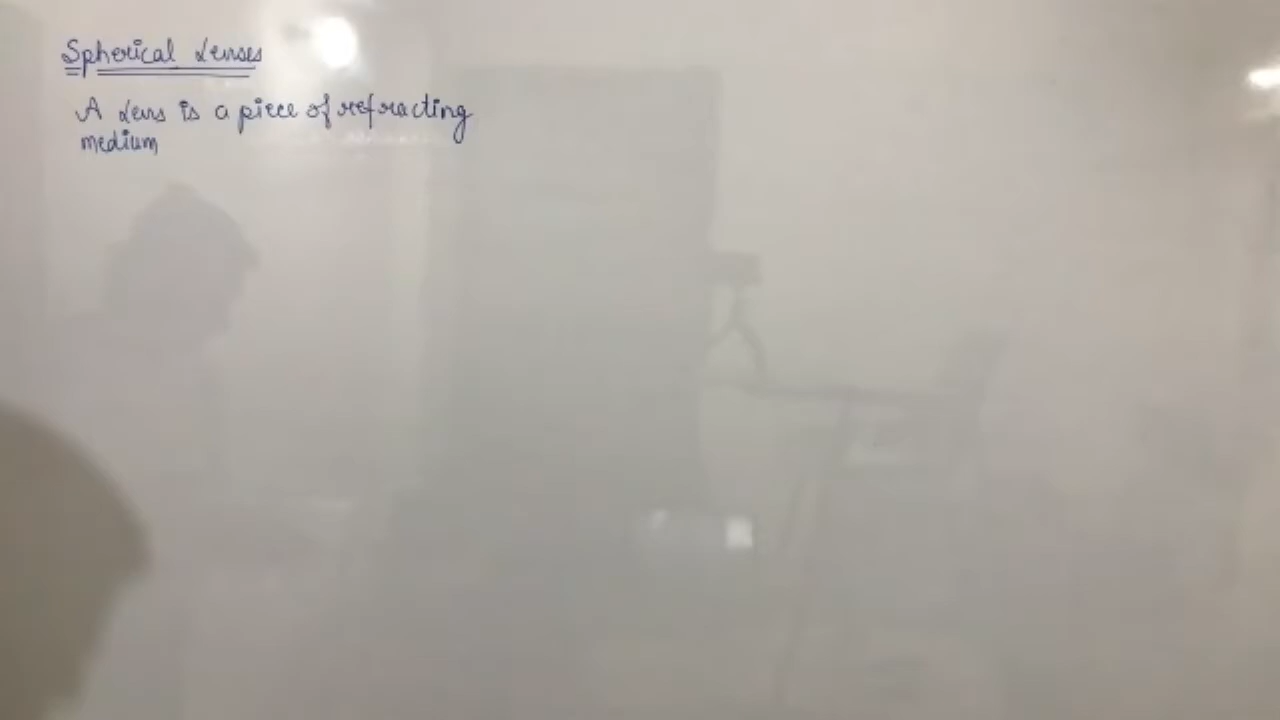 Spherical Lenses
A Lens is a piece of refracting
medium